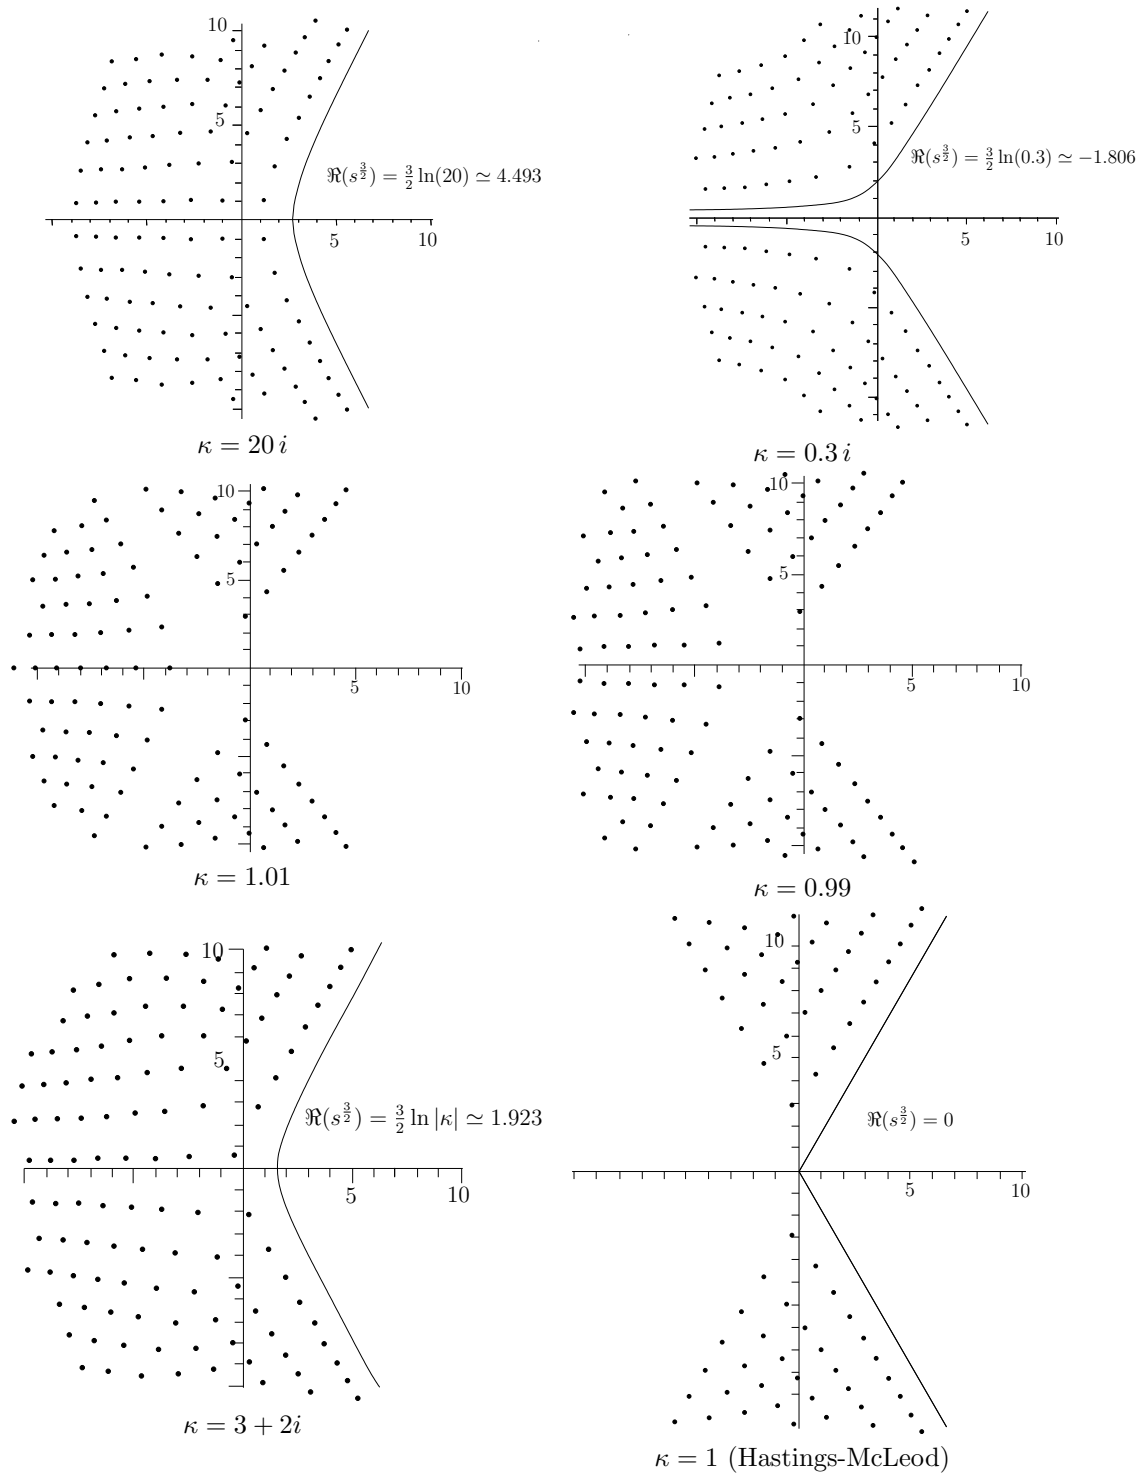 10
5
5
10
ℜ(s^{3/2}) = 3/2 ln(20) ≃ 4.493
κ = 20 i
10
5
5
10
ℜ(s^{3/2}) = 3/2 ln(0.3) ≃ −1.806
κ = 0.3 i
10
5
5
10
κ = 1.01
10
5
5
10
κ = 0.99
10
5
5
10
ℜ(s^{3/2}) = 3/2 ln |κ| ≃ 1.923
κ = 3 + 2i
10
5
5
10
ℜ(s^{3/2}) = 0
κ = 1 (Hastings-McLeod)